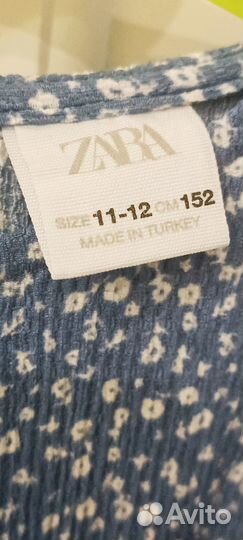 ZARA
SIZE 11-12 CM 152
MADE IN TURKEY
Avito